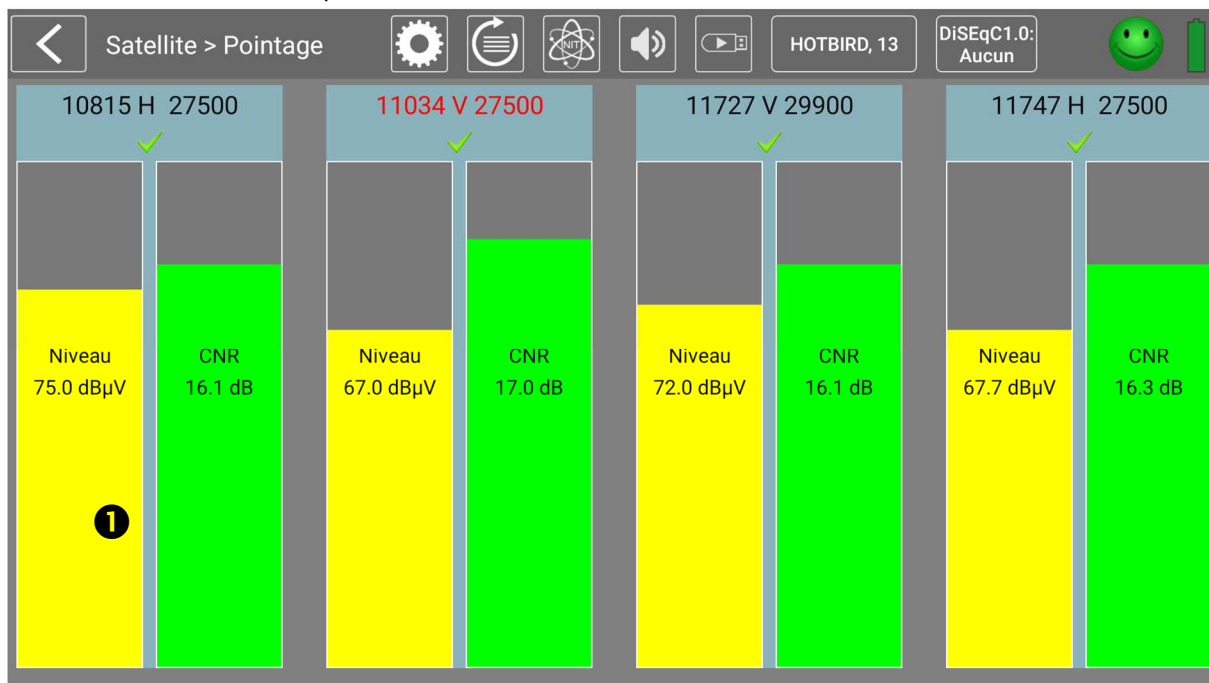 Satellite > Pointage
NIT
HOTBIRD, 13
DiSEqC1.0:
Aucun
10815 H 27500
11034 V 27500
11727 V 29900
11747 H 27500
Niveau
75.0 dBµV
CNR
16.1 dB
Niveau
67.0 dBµV
CNR
17.0 dB
Niveau
72.0 dBµV
CNR
16.1 dB
Niveau
67.7 dBµV
CNR
16.3 dB
❶